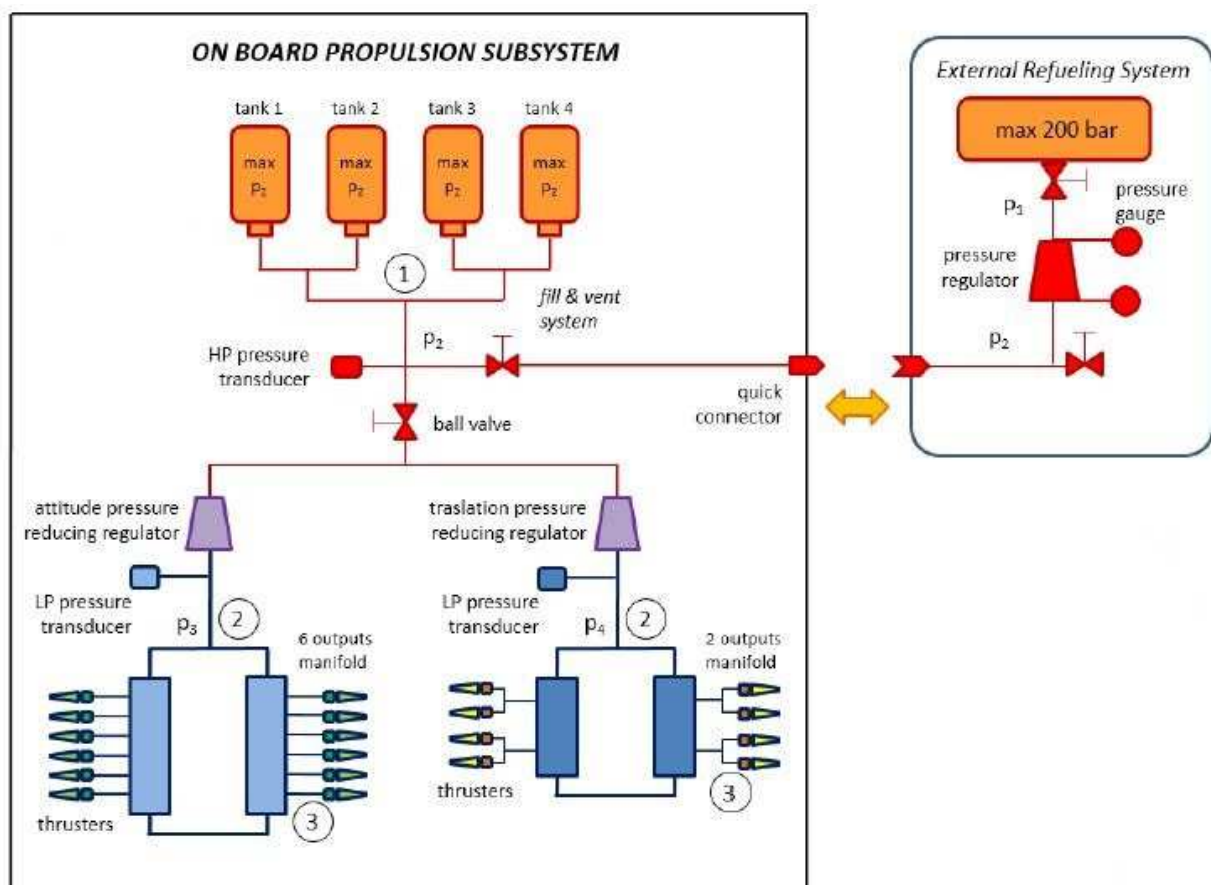 ON BOARD PROPULSION SUBSYSTEM
tank 1
tank 2
tank 3
tank 4
max
p₂
max
p₂
max
p₂
max
p₂
1
fill & vent
system
HP pressure
transducer
p₂
ball valve
quick
connector
attitude pressure
reducing regulator
traslation pressure
reducing regulator
LP pressure
transducer
p₃
2
6 outputs
manifold
thrusters
3
LP pressure
transducer
p₄
2
2 outputs
manifold
thrusters
3
External Refueling System
max 200 bar
p₁
pressure
gauge
pressure
regulator
p₂